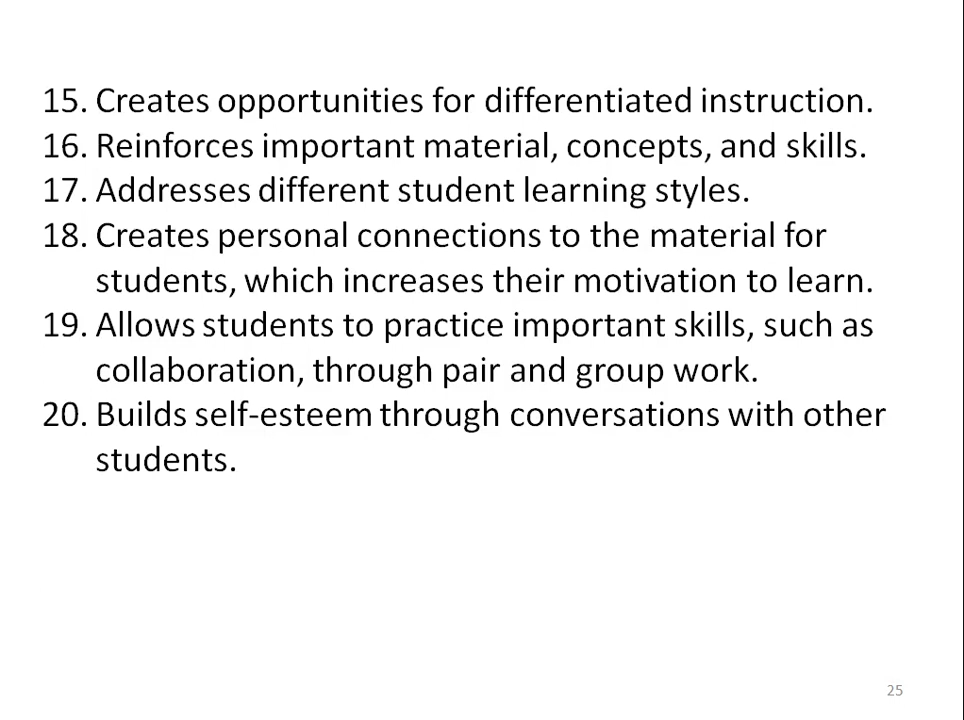 15. Creates opportunities for differentiated instruction.
16. Reinforces important material, concepts, and skills.
17. Addresses different student learning styles.
18. Creates personal connections to the material for
students, which increases their motivation to learn.
19. Allows students to practice important skills, such as
collaboration, through pair and group work.
20. Builds self-esteem through conversations with other
students.
25